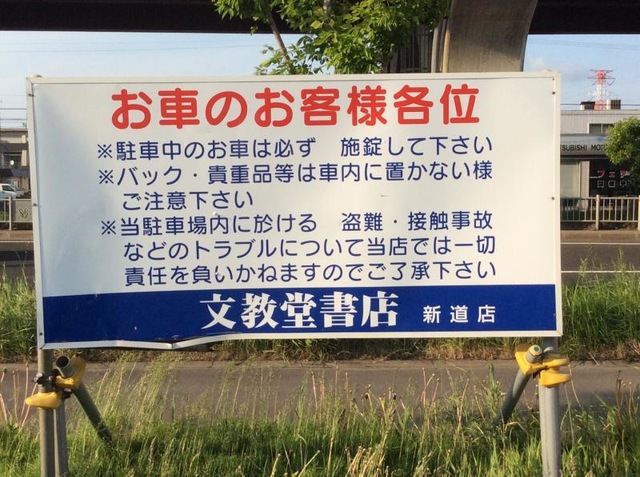 お車のお客様各位
※駐車中のお車は必ず　施錠して下さい
※バック・貴重品等は車内に置かない様
ご注意下さい
※当駐車場内に於ける　盗難・接触事故
などのトラブルについて当店では一切
責任を負いかねますのでご了承下さい
文教堂書店　新道店
TSUBISHI MOT